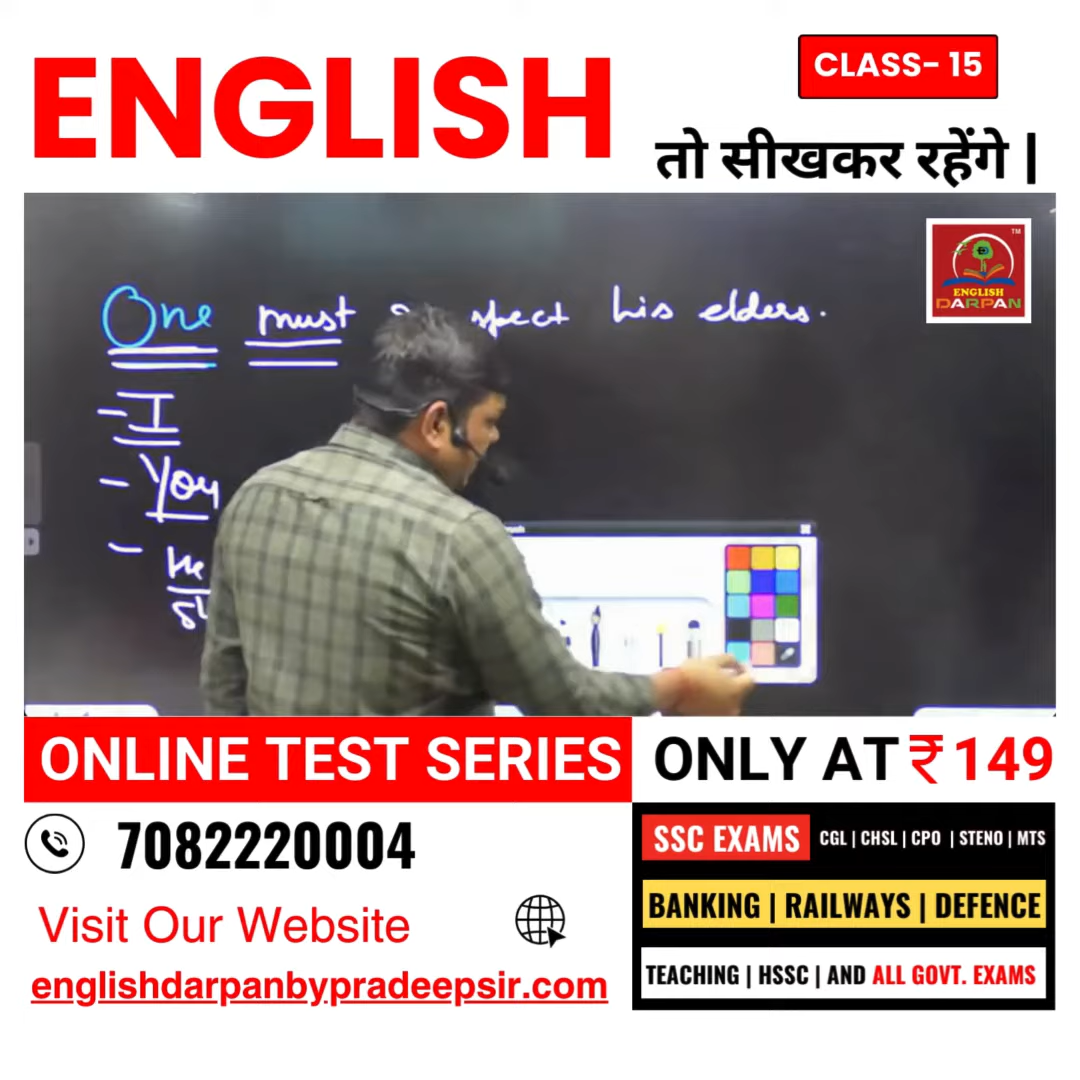 ENGLISH
CLASS- 15
तो सीखकर रहेंगे |
TM
ENGLISH
DARPAN
One must his elders.
- I
- You
ONLINE TEST SERIES
ONLY AT ₹149
7082220004
SSC EXAMS CGL | CHSL | CPO | STENO | MTS
Visit Our Website
BANKING | RAILWAYS | DEFENCE
englishdarpanbypradeepsir.com
TEACHING | HSSC | AND ALL GOVT. EXAMS